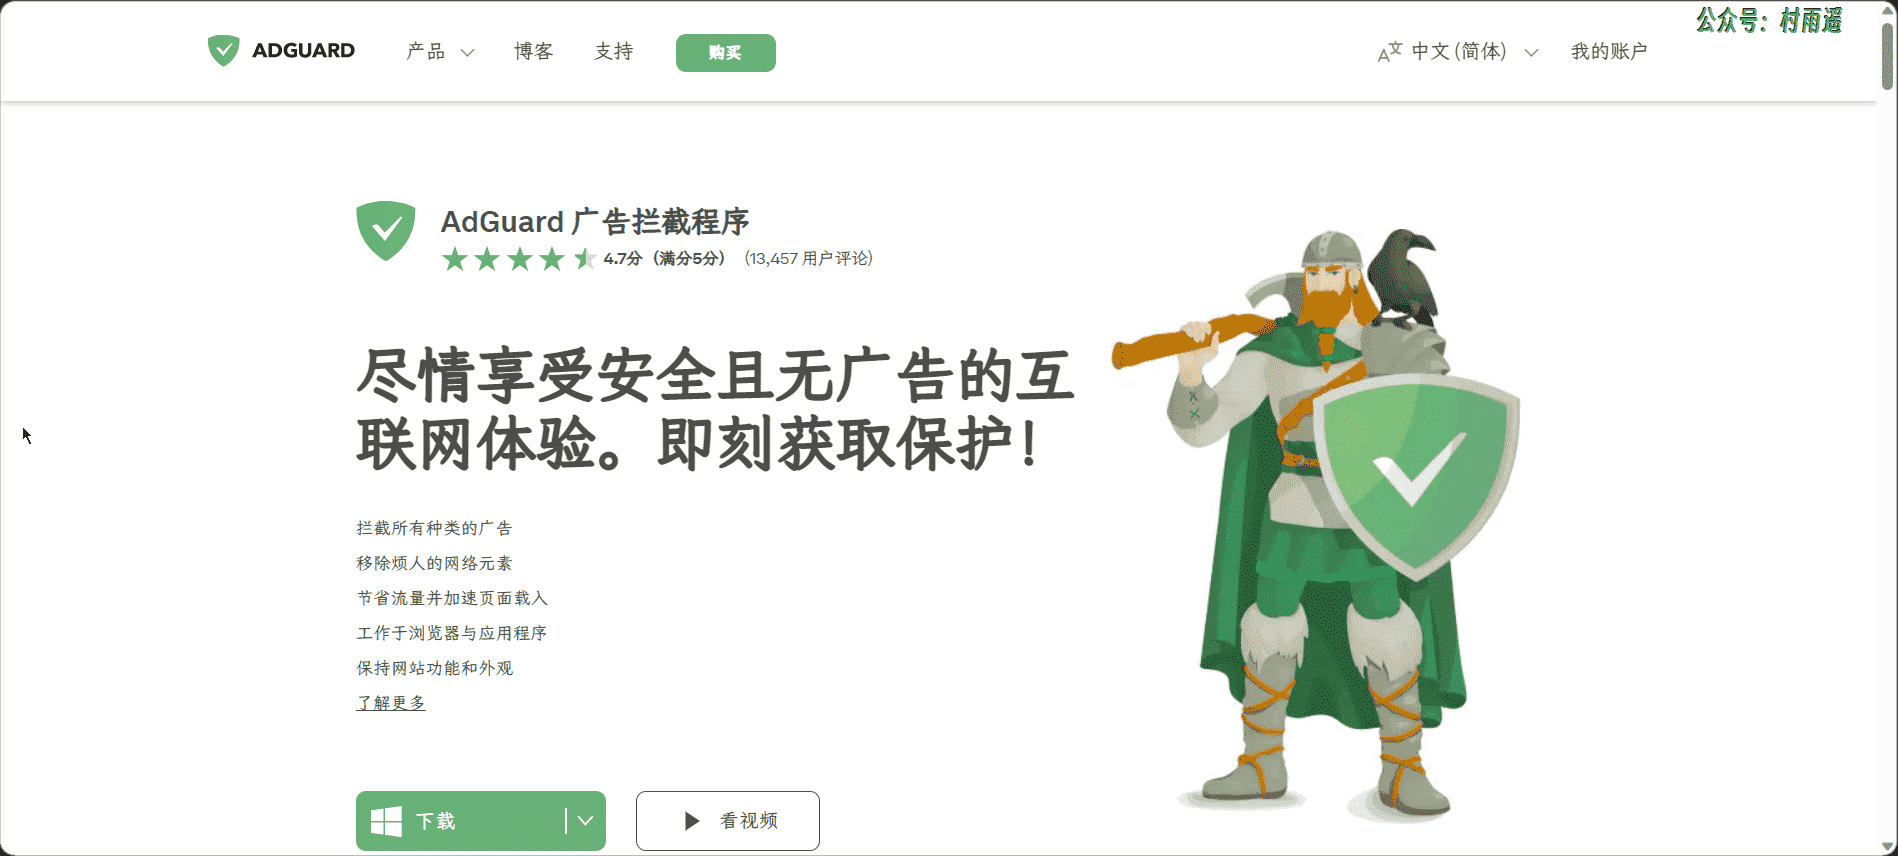 公众号：村雨遥
ADGUARD 产品 博客 支持 购买 中文 (简体) 我的账户
AdGuard 广告拦截程序
4.7分（满分5分） （13,457 用户评论)
尽情享受安全且无广告的互
联网体验。即刻获取保护！
拦截所有种类的广告
移除烦人的网络元素
节省流量并加速页面载入
工作于浏览器与应用程序
保持网站功能和外观
了解更多
下载 看视频